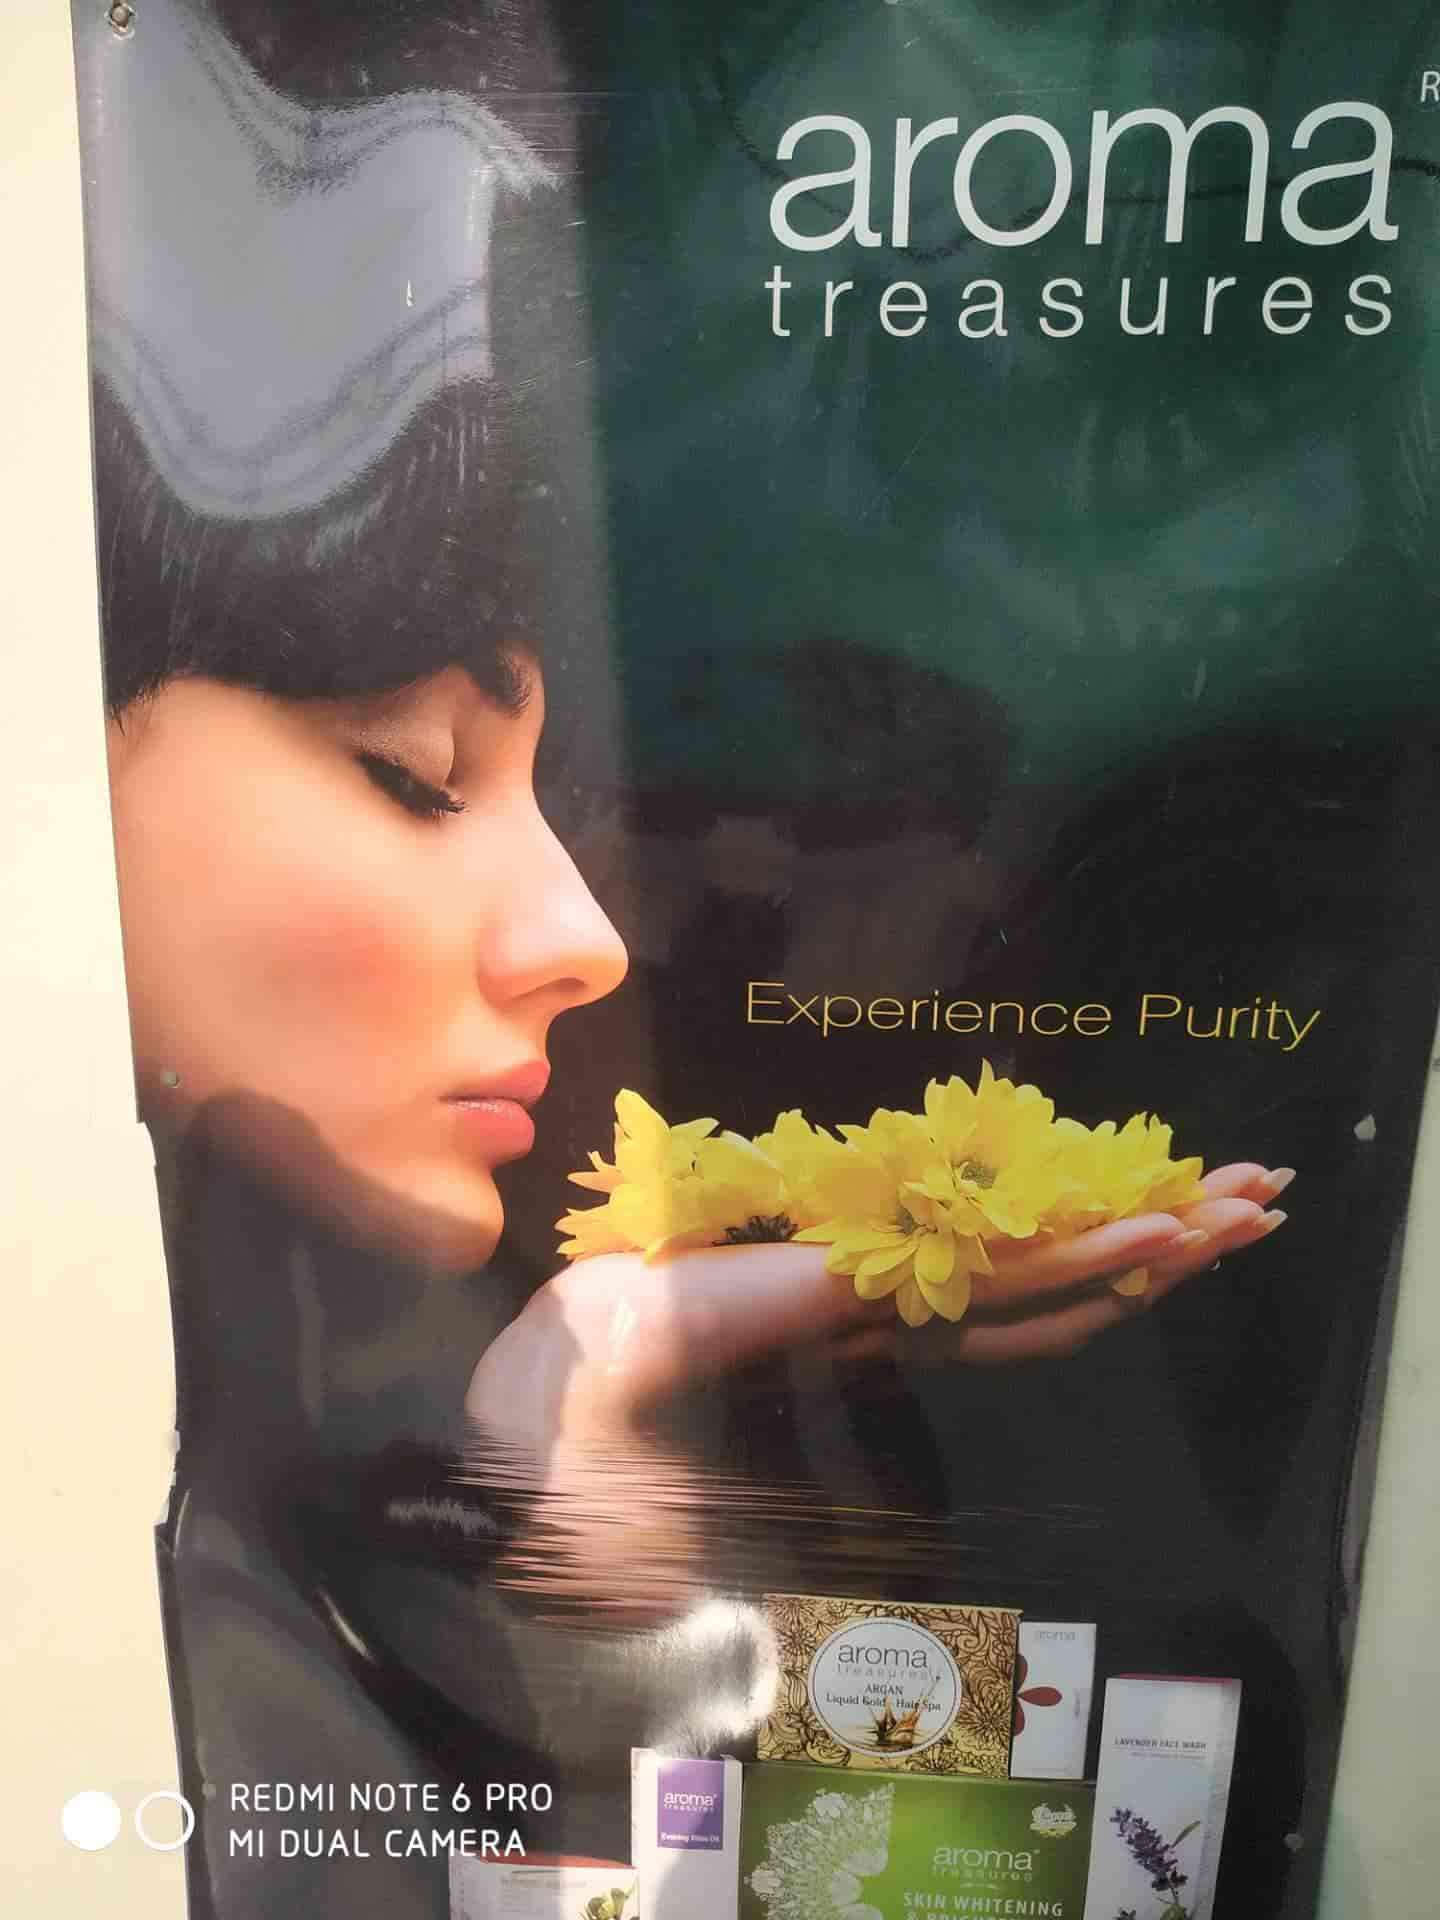 R
aroma
treasures
Experience Purity
aroma
treasures
ARGAN
Liquid Gold Hair Spa
aroma
LAVENDER FACE WASH
aroma
treasures
aroma
treasures
SKIN WHITENING
REDMI NOTE 6 PRO
MI DUAL CAMERA